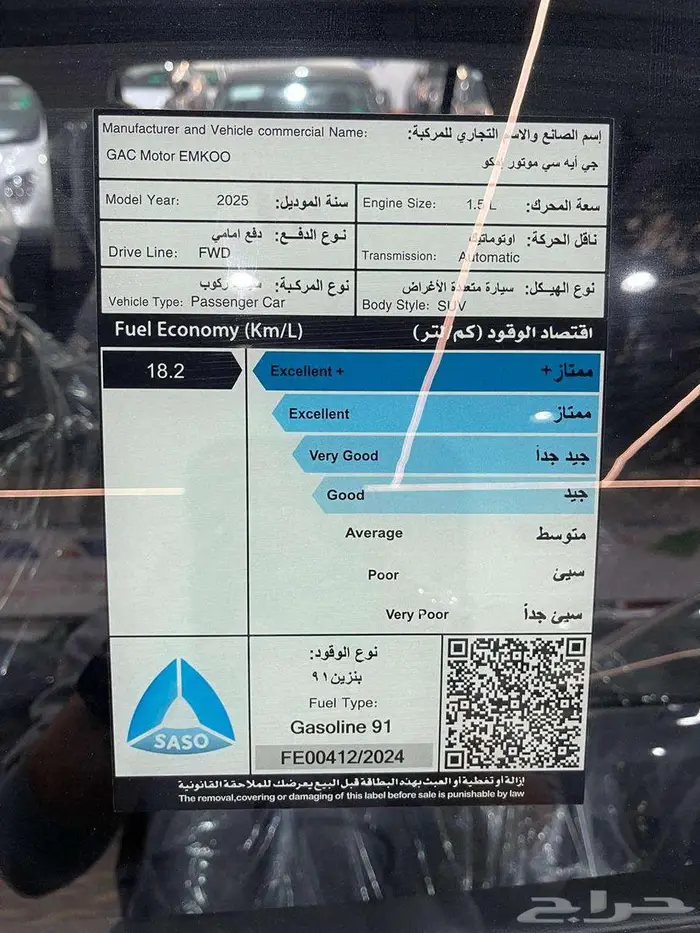 Manufacturer and Vehicle commercial Name: إسم الصانع والاسم التجاري للمركبة:
GAC Motor EMKOO جي أيه سي موتور إمكو
Model Year: 2025 سنة الموديل:
Engine Size: 1.5 L سعة المحرك:
نوع الدفع: دفع امامي
Drive Line: FWD
ناقل الحركة: اوتوماتيك
Transmission: Automatic
نوع المركبة: ركوب
Vehicle Type: Passenger Car
نوع الهيكل: سيارة متعددة الأغراض
Body Style: SUV
Fuel Economy (Km/L) اقتصاد الوقود (كم/لتر)
18.2
Excellent + ممتاز+
Excellent ممتاز
Very Good جيد جداً
Good جيد
Average متوسط
Poor سيئ
Very Poor سيئ جداً
SASO
نوع الوقود:
بنزين ٩١
Fuel Type:
Gasoline 91
FE00412/2024
إزالة أو تغطية أو العبث بهذه البطاقة قبل البيع يعرضك للملاحقة القانونية
The removal,covering or damaging of this label before sale is punishable by law
حراج